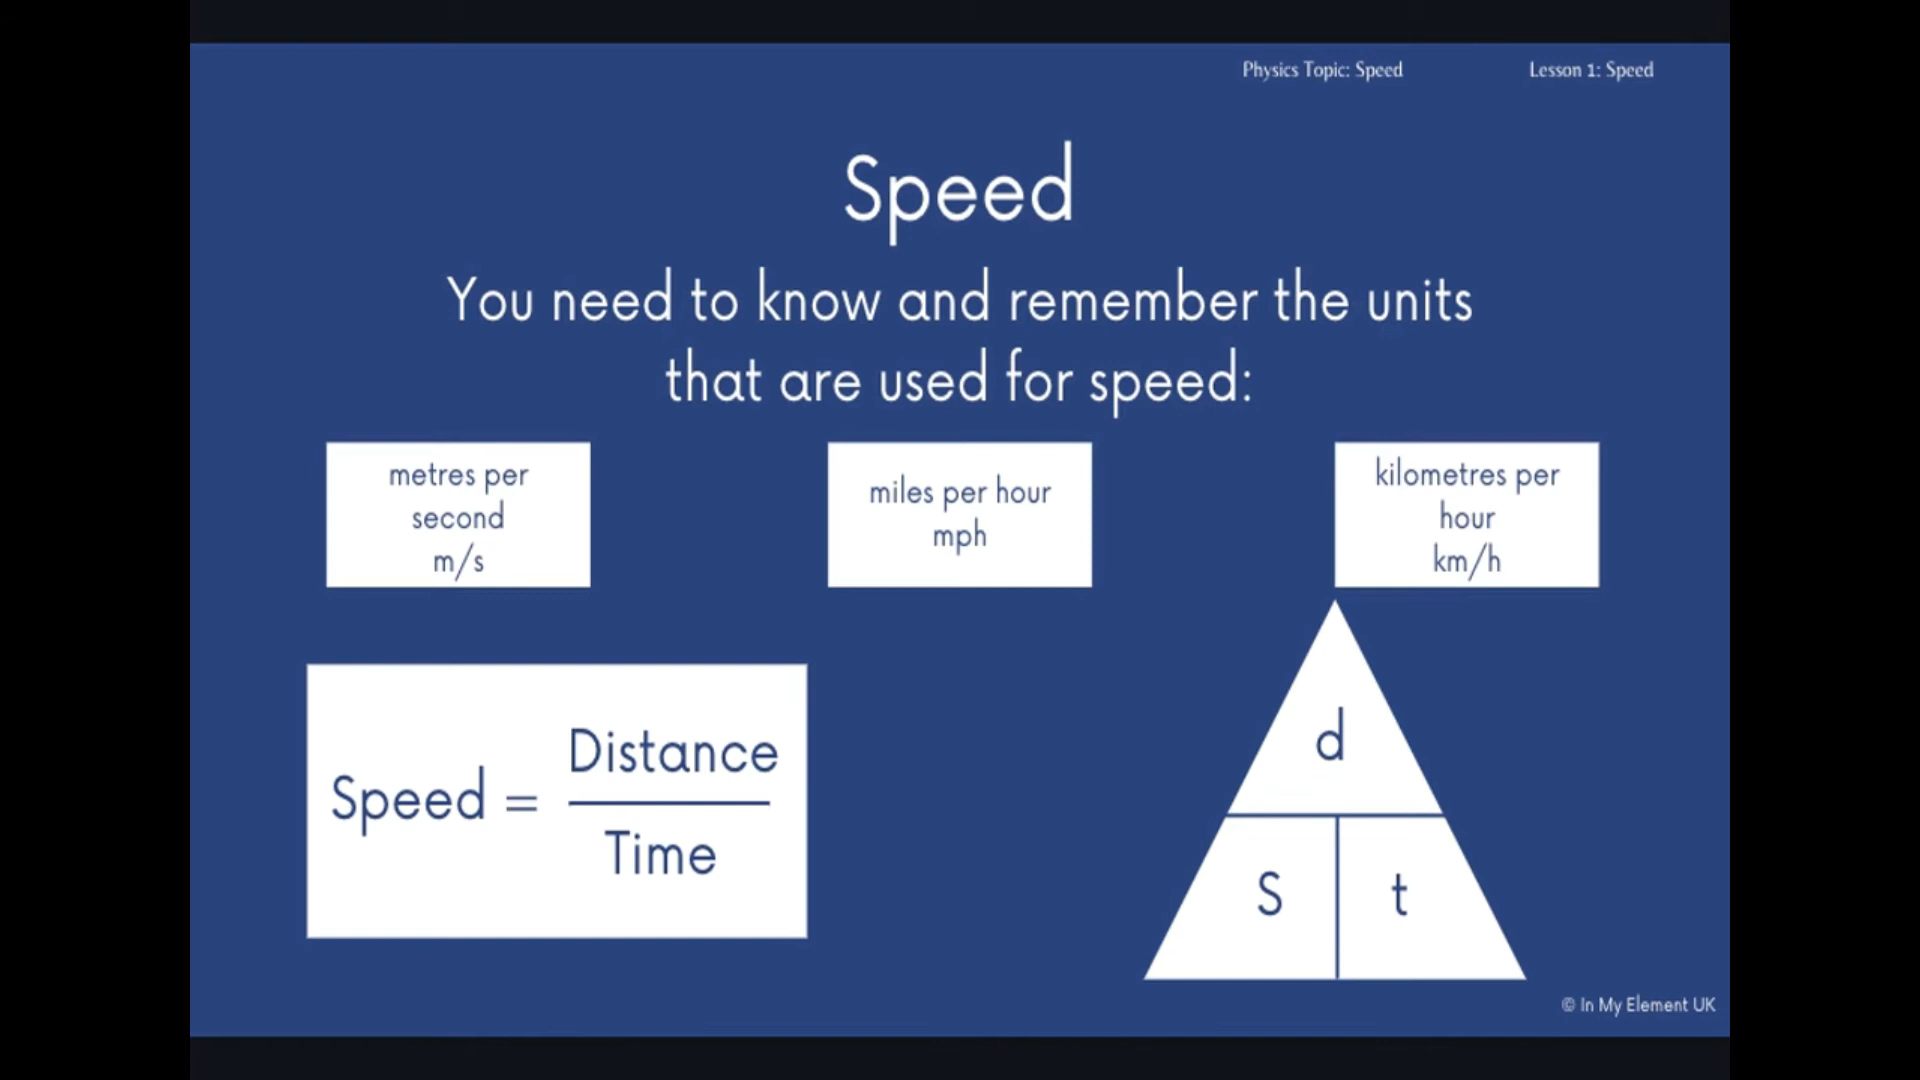 Physics Topic: Speed
Lesson 1: Speed
Speed
You need to know and remember the units
that are used for speed:
metres per
second
m/s
miles per hour
mph
kilometres per
hour
km/h
Speed =
Distance
Time
d
S
t
© In My Element UK